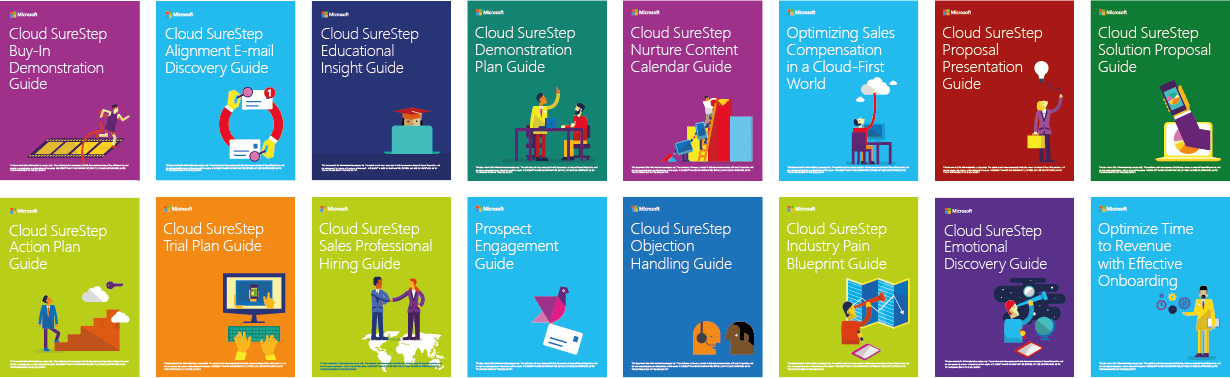 Microsoft
Cloud SureStep
Buy-In
Demonstration
Guide
Microsoft
Cloud SureStep
Alignment E-mail
Discovery Guide
1
Microsoft
Cloud SureStep
Educational
Insight Guide
Microsoft
Cloud SureStep
Demonstration
Plan Guide
Microsoft
Cloud SureStep
Nurture Content
Calendar Guide
Microsoft
Optimizing Sales
Compensation
in a Cloud-First
World
Microsoft
Cloud SureStep
Proposal
Presentation
Guide
Microsoft
Cloud SureStep
Solution Proposal
Guide
Microsoft
Cloud SureStep
Action Plan
Guide
Microsoft
Cloud SureStep
Trial Plan Guide
Microsoft
Cloud SureStep
Sales Professional
Hiring Guide
Microsoft
Prospect
Engagement
Guide
Microsoft
Cloud SureStep
Objection
Handling Guide
Microsoft
Cloud SureStep
Industry Pain
Blueprint Guide
Microsoft
Cloud SureStep
Emotional
Discovery Guide
Microsoft
Optimize Time
to Revenue
with Effective
Onboarding